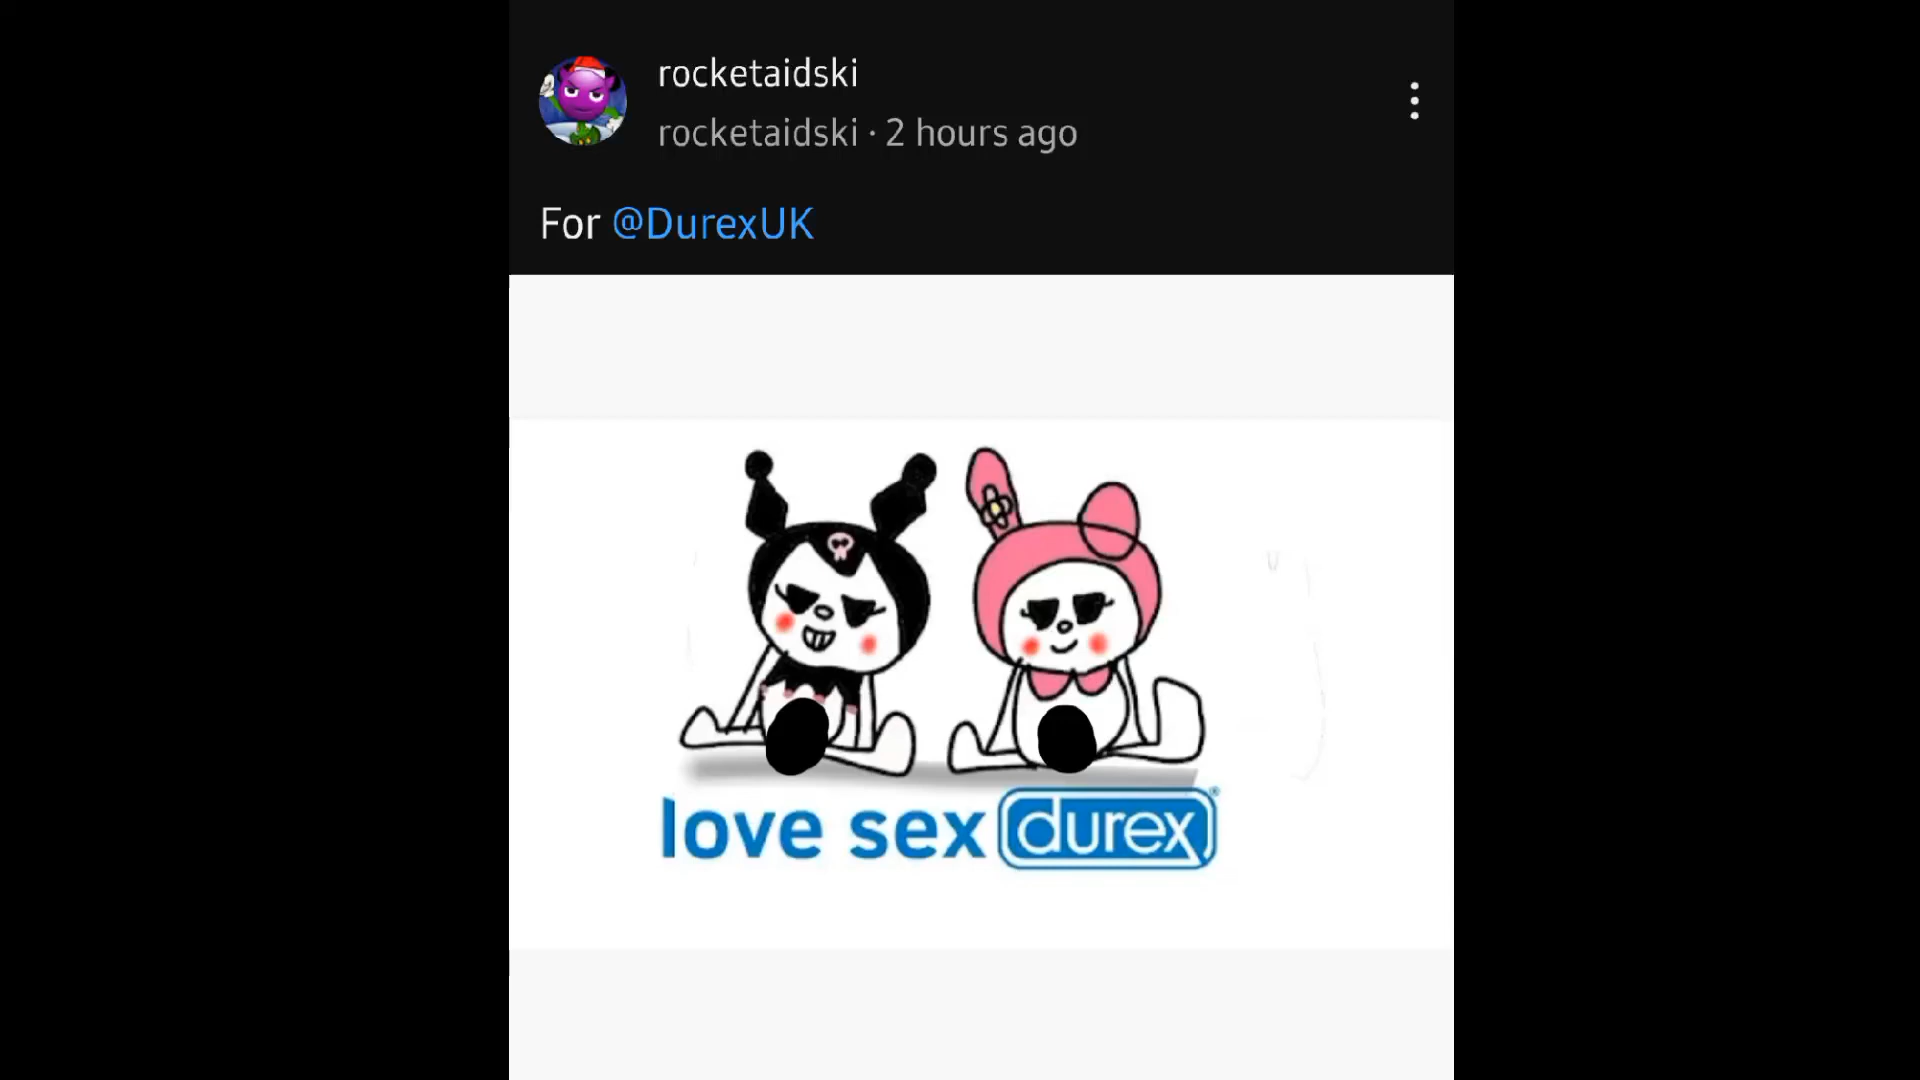 rocketaidski
rocketaidski · 2 hours ago
For @DurexUK
love sex durex®